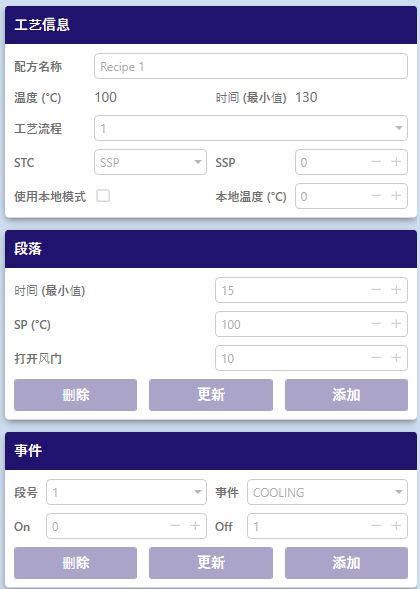 工艺信息
配方名称 Recipe 1
温度 (°C) 100 时间 (最小值) 130
工艺流程 1
STC SSP SSP 0
使用本地模式 本地温度 (°C) 0
段落
时间 (最小值) 15
SP (°C) 100
打开风门 10
删除 更新 添加
事件
段号 1 事件 COOLING
On 0 Off 1
删除 更新 添加